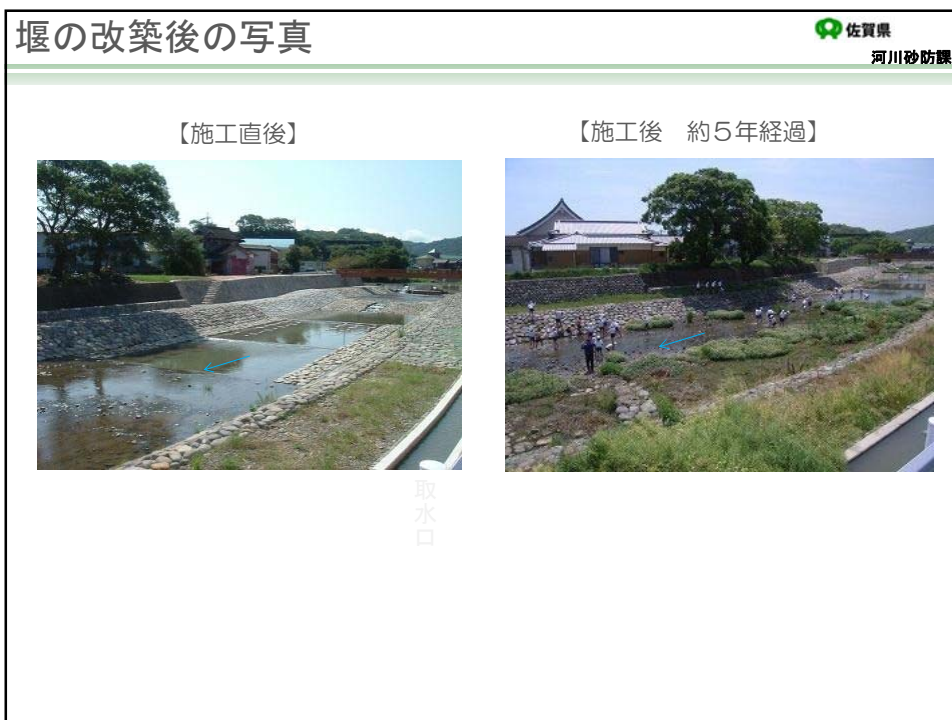 堰の改築後の写真
佐賀県
河川砂防課
【施工直後】
【施工後　約５年経過】
取水口